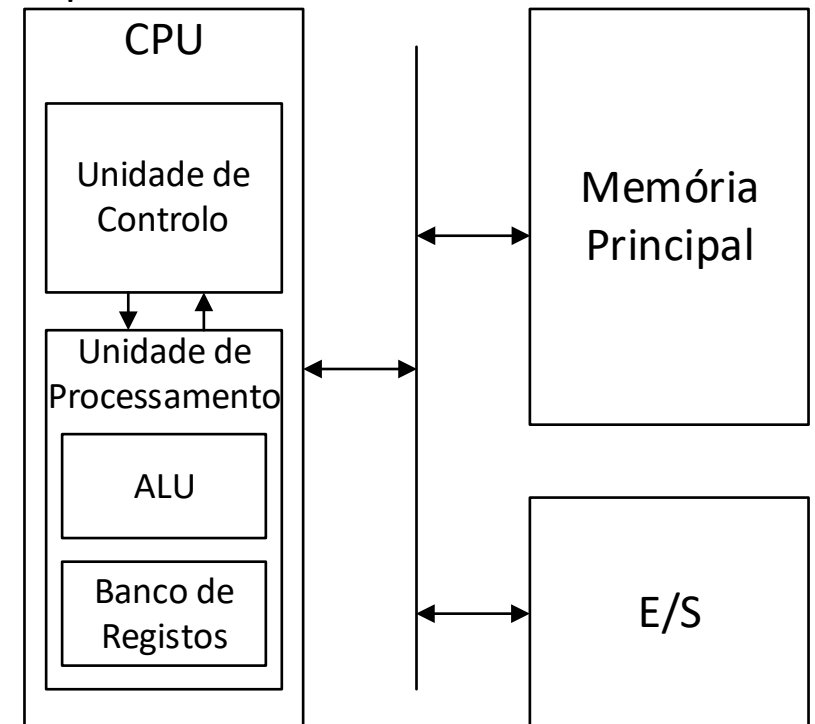 CPU
Unidade de
Controlo
Unidade de
Processamento
ALU
Banco de
Registos
Memória
Principal
E/S